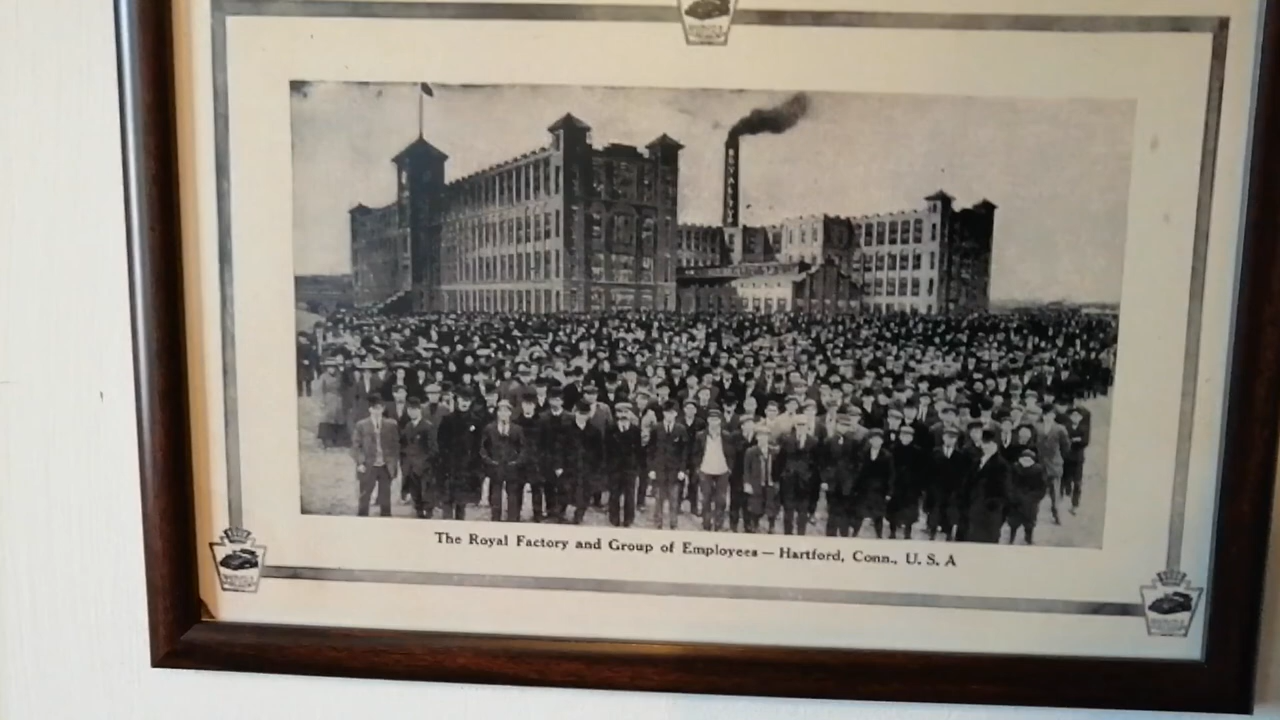 The Royal Factory and Group of Employees — Hartford, Conn., U. S. A